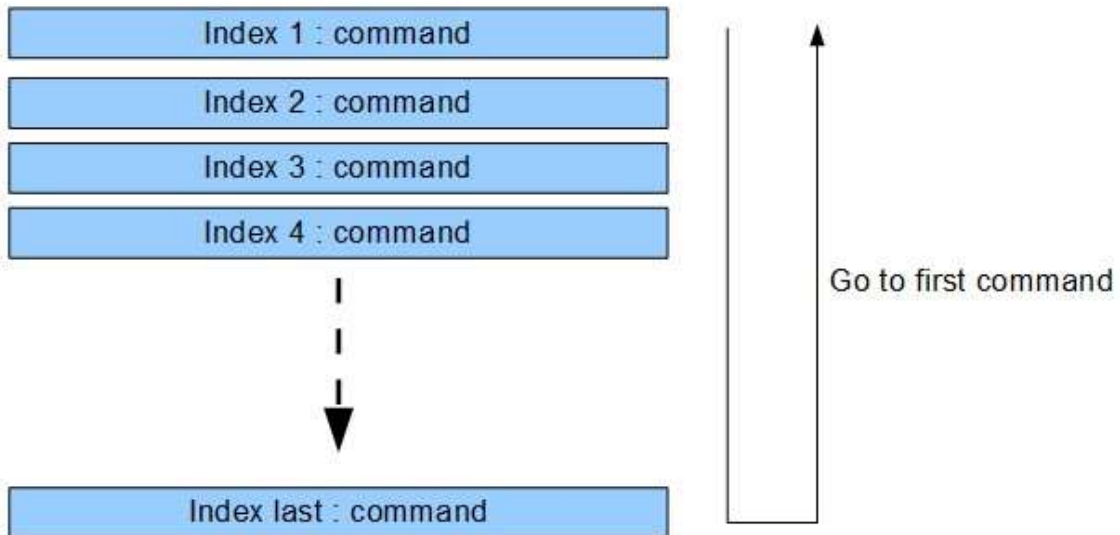 Index 1 : command
Index 2 : command
Index 3 : command
Index 4 : command
Go to first command
Index last : command